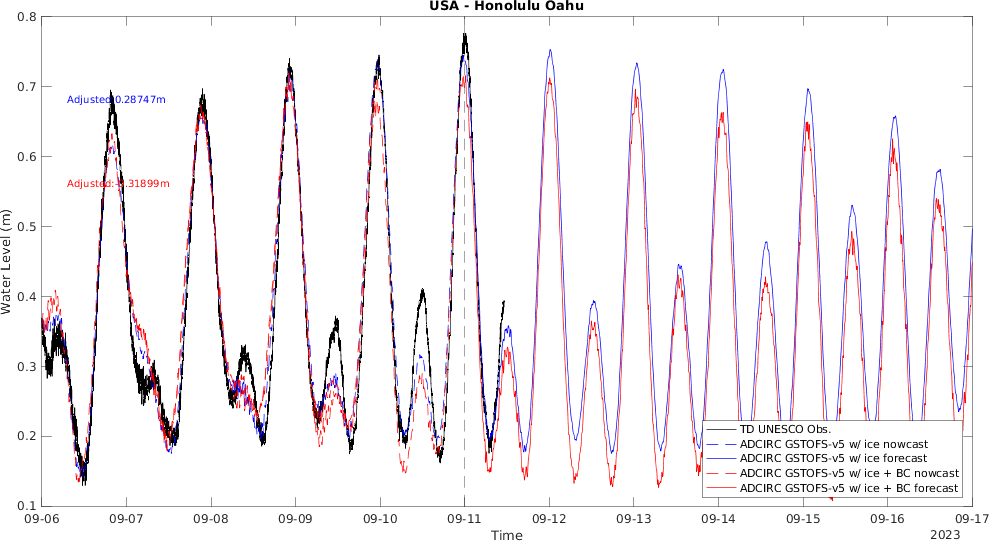 USA - Honolulu Oahu
0.8
0.7
0.6
0.5
0.4
0.3
0.2
0.1
Water Level (m)
Adjusted: 0.28747m
Adjusted:-0.31899m
TD UNESCO Obs.
ADCIRC GSTOFS-v5 w/ ice nowcast
ADCIRC GSTOFS-v5 w/ ice forecast
ADCIRC GSTOFS-v5 w/ ice + BC nowcast
ADCIRC GSTOFS-v5 w/ ice + BC forecast
09-06 09-07 09-08 09-09 09-10 09-11 09-12 09-13 09-14 09-15 09-16 09-17
Time
2023